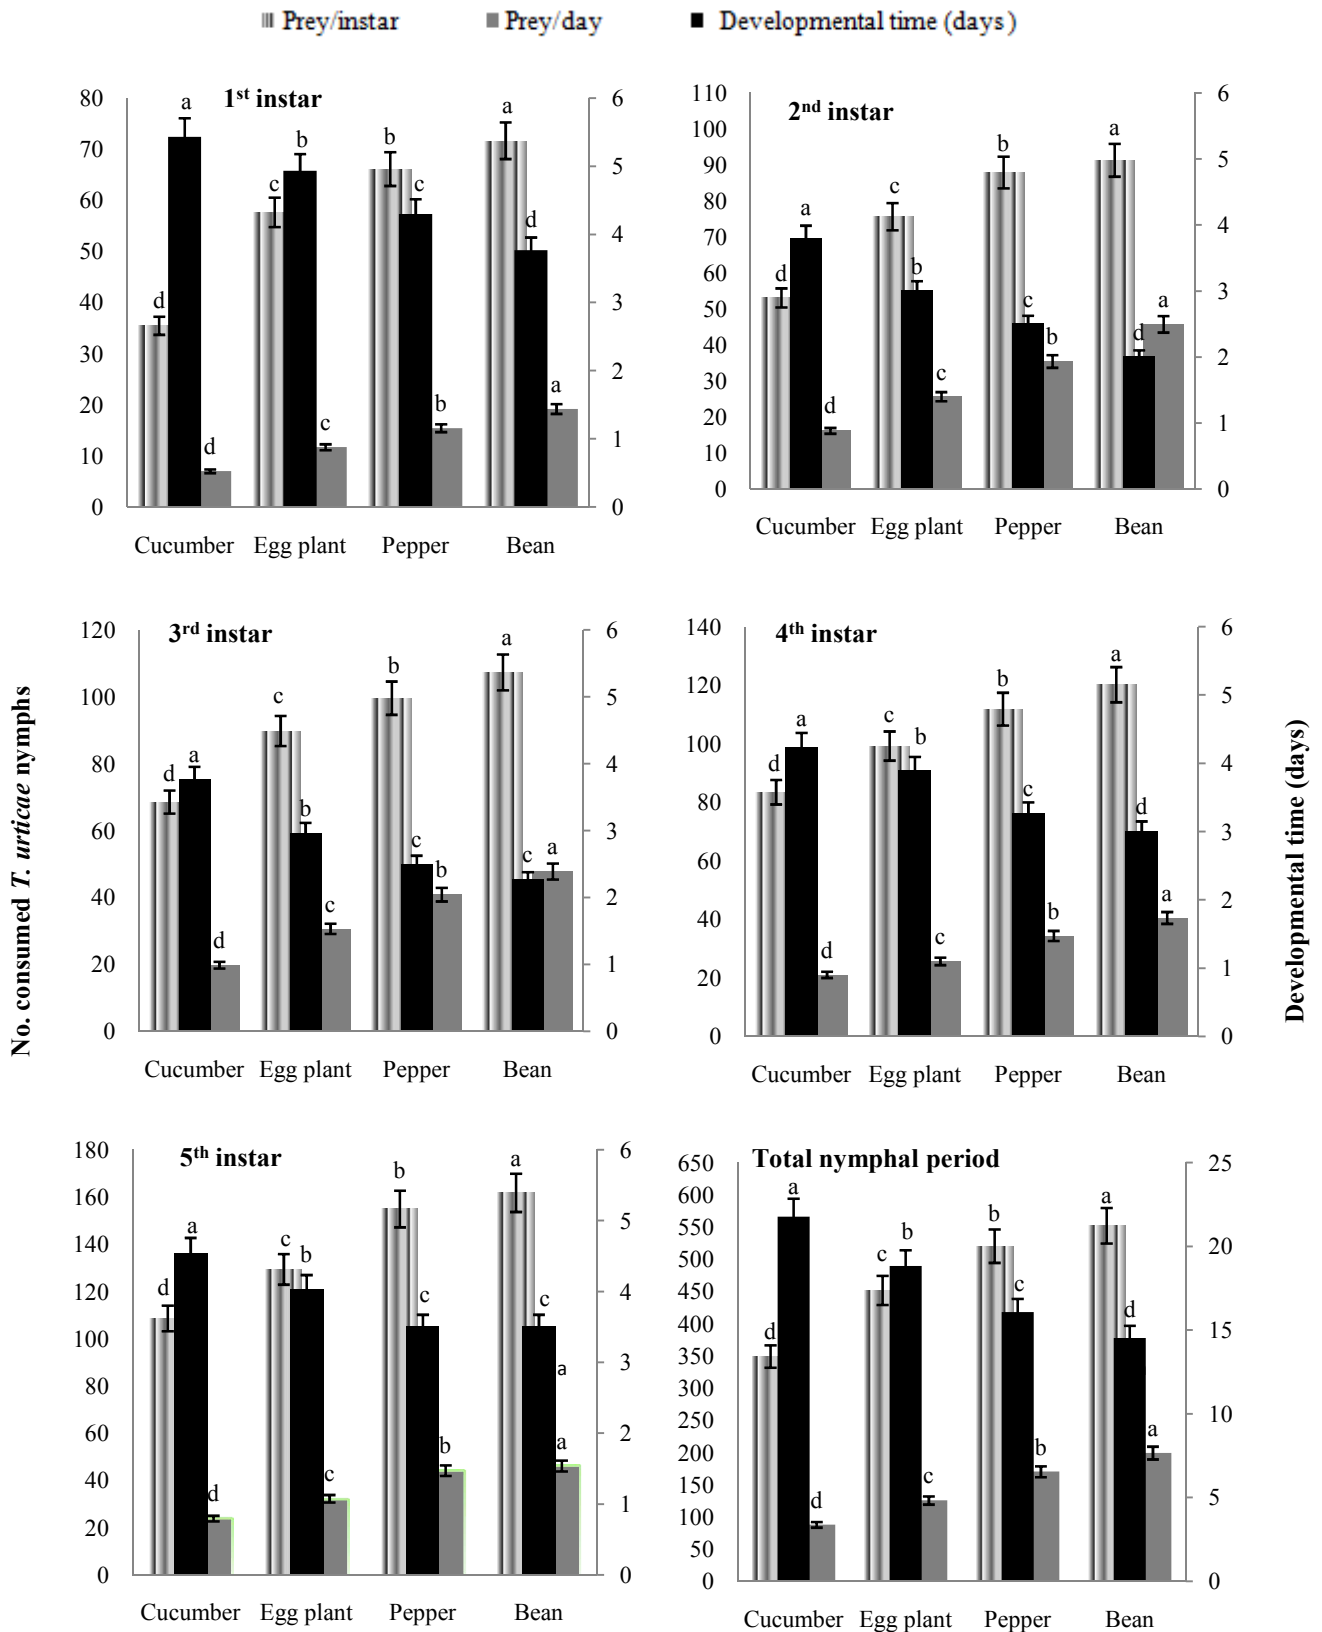 Prey/instar Prey/day Developmental time (days)
1st instar
80
70
60
50
40
30
20
10
0
6
5
4
3
2
1
0
a
b
b
a
d
c
c
d
d
c
b
a
Cucumber Egg plant Pepper Bean
2nd instar
110
100
90
80
70
60
50
40
30
20
10
0
6
5
4
3
2
1
0
d
a
d
c
b
c
b
c
b
a
d
a
Cucumber Egg plant Pepper Bean
No. consumed T. urticae nymphs
3rd instar
120
100
80
60
40
20
0
6
5
4
3
2
1
0
d
a
d
c
b
c
b
c
b
a
c
a
Cucumber Egg plant Pepper Bean
4th instar
140
120
100
80
60
40
20
0
6
5
4
3
2
1
0
d
a
d
c
b
c
b
c
b
a
d
a
Cucumber Egg plant Pepper Bean
Developmental time (days)
5th instar
180
160
140
120
100
80
60
40
20
0
6
5
4
3
2
1
0
d
a
d
c
b
c
b
c
b
a
c
a
a
Cucumber Egg plant Pepper Bean
Total nymphal period
650
600
550
500
450
400
350
300
250
200
150
100
50
0
25
20
15
10
5
0
d
a
d
c
b
c
b
c
b
a
d
a
Cucumber Egg plant Pepper Bean